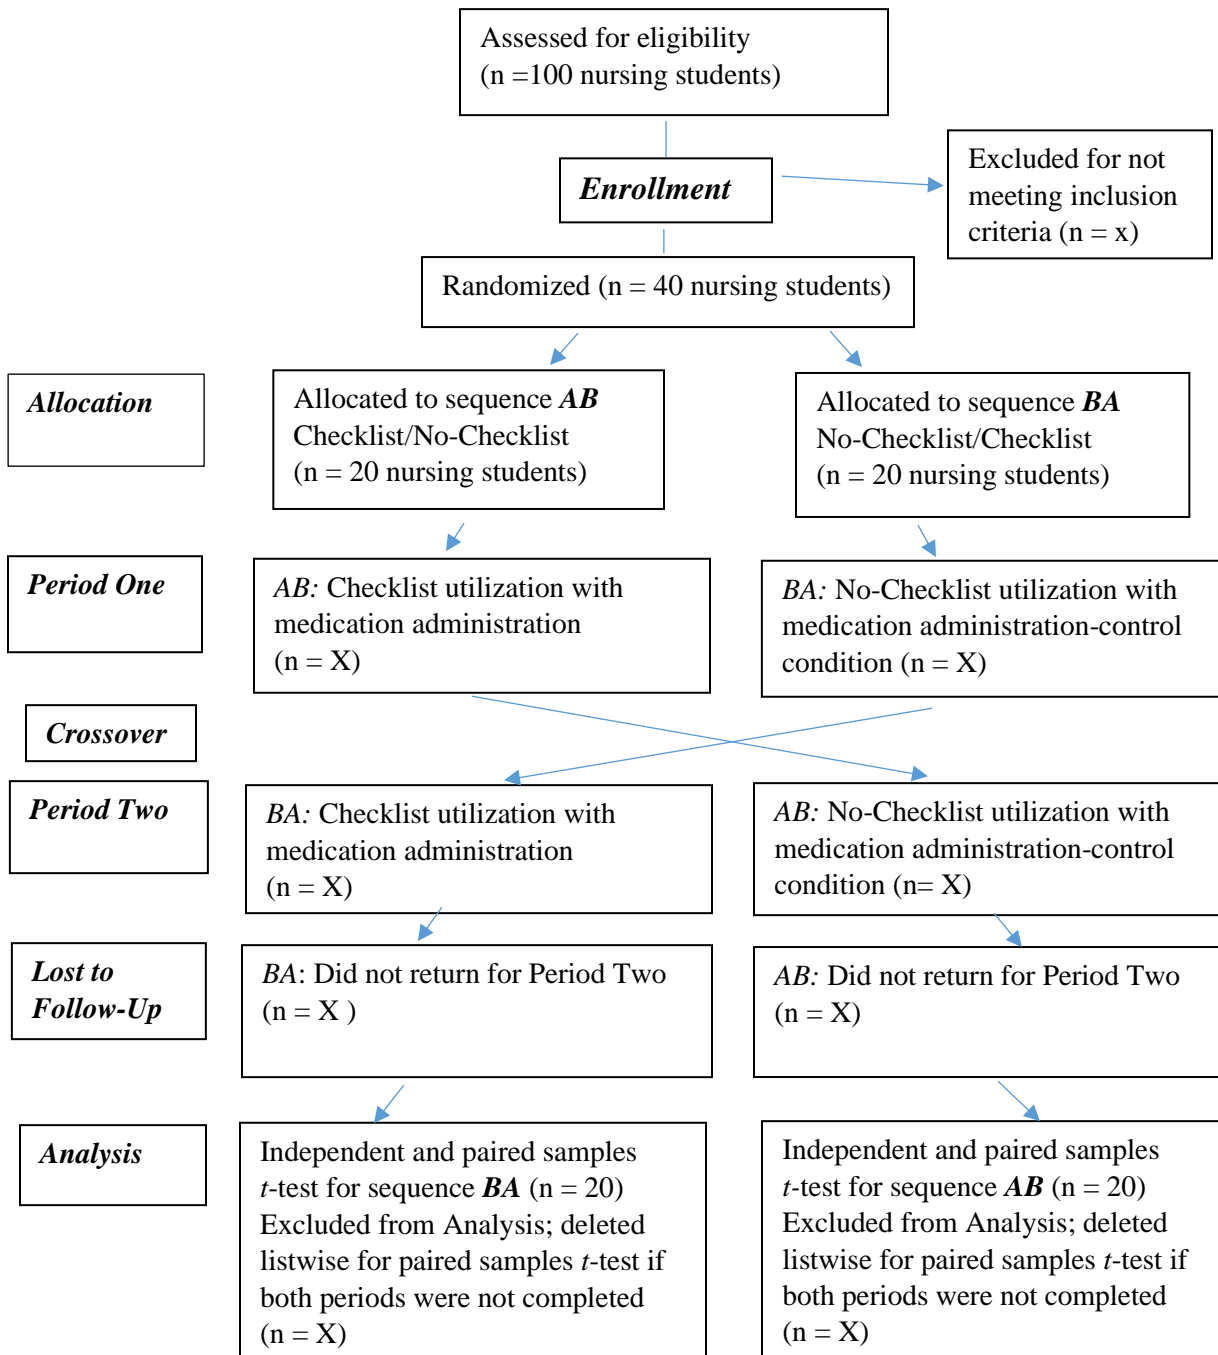 Assessed for eligibility
(n =100 nursing students)
Enrollment
Excluded for not
meeting inclusion
criteria (n = x)
Randomized (n = 40 nursing students)
Allocation
Allocated to sequence AB
Checklist/No-Checklist
(n = 20 nursing students)
Allocated to sequence BA
No-Checklist/Checklist
(n = 20 nursing students)
Period One
AB: Checklist utilization with
medication administration
(n = X)
BA: No-Checklist utilization with
medication administration-control
condition (n = X)
Crossover
Period Two
BA: Checklist utilization with
medication administration
(n = X)
AB: No-Checklist utilization with
medication administration-control
condition (n= X)
Lost to
Follow-Up
BA: Did not return for Period Two
(n = X )
AB: Did not return for Period Two
(n = X)
Analysis
Independent and paired samples
t-test for sequence BA (n = 20)
Excluded from Analysis; deleted
listwise for paired samples t-test if
both periods were not completed
(n = X)
Independent and paired samples
t-test for sequence AB (n = 20)
Excluded from Analysis; deleted
listwise for paired samples t-test if
both periods were not completed
(n = X)